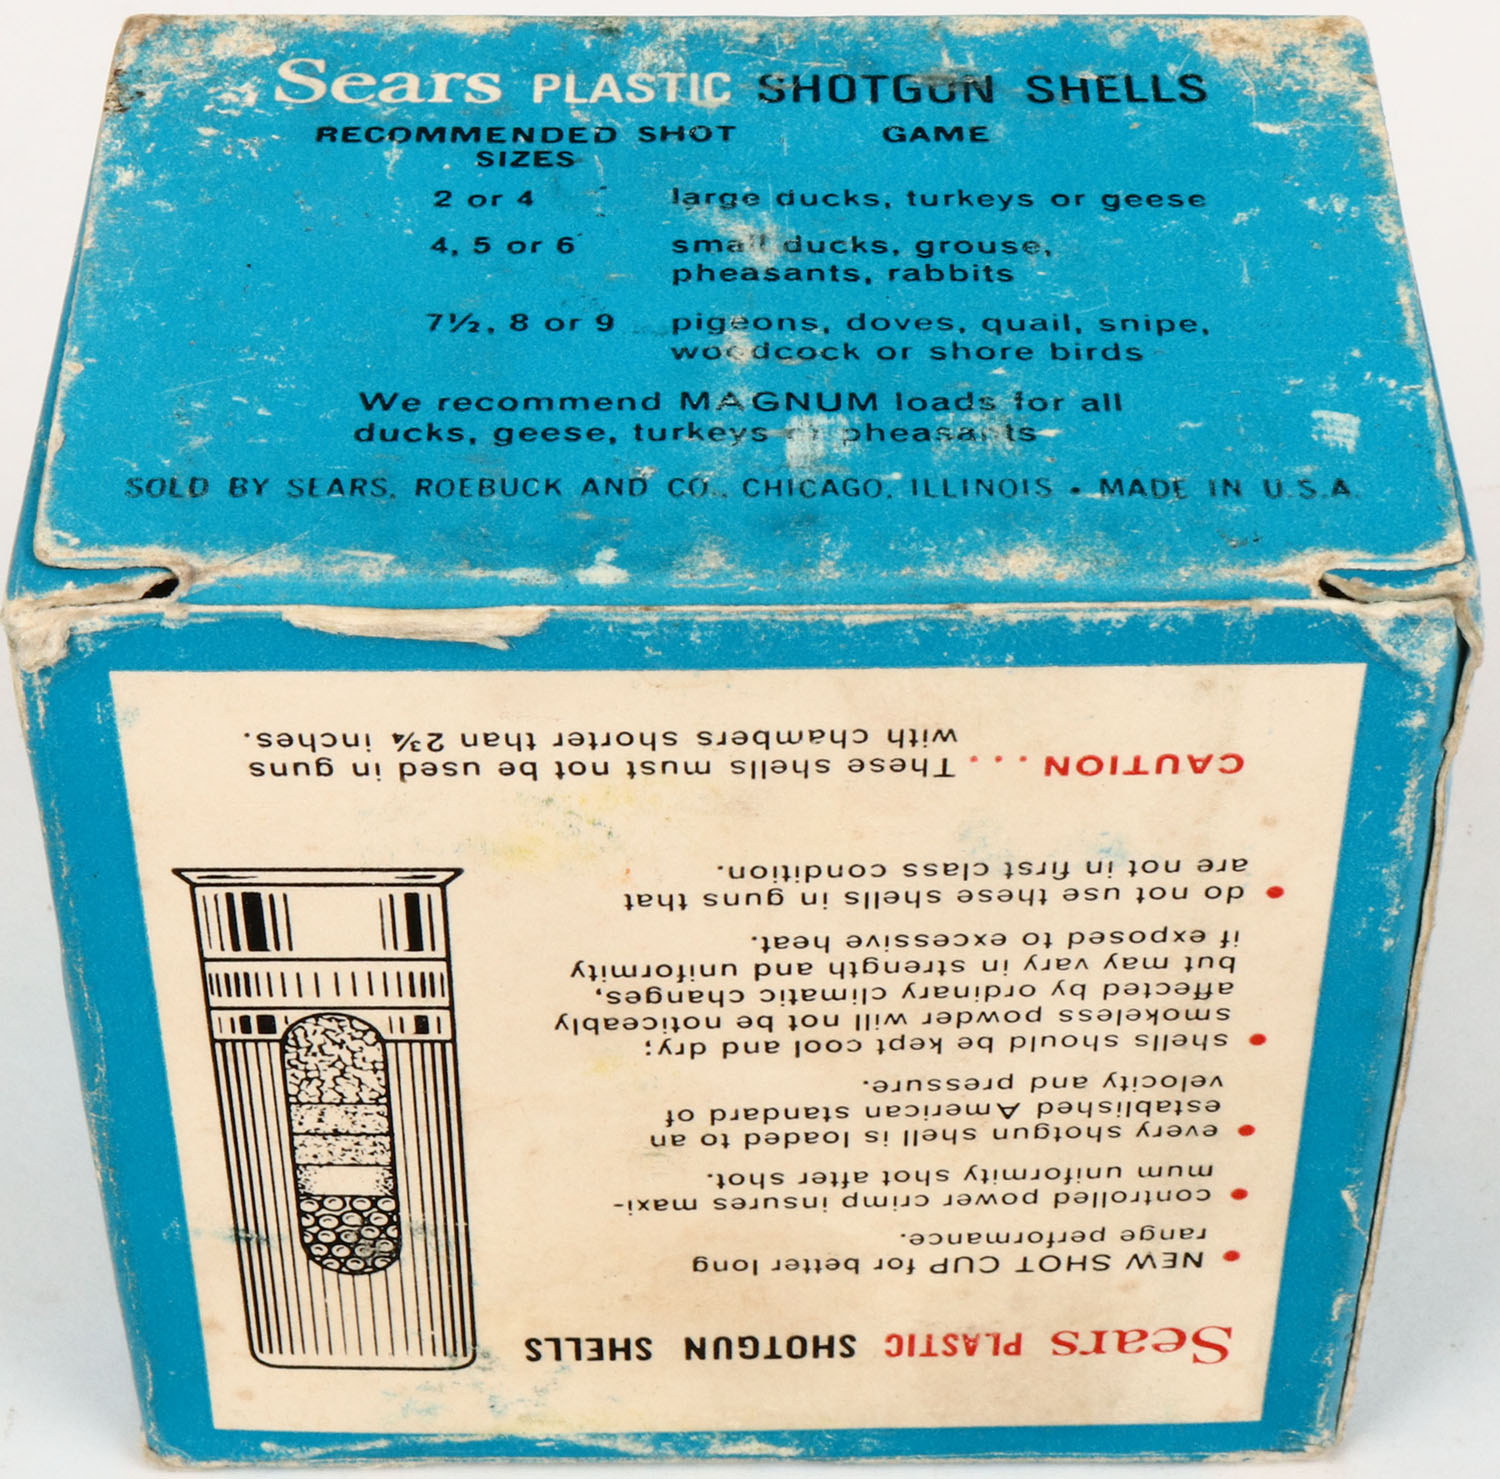 Sears PLASTIC SHOTGUN SHELLS
RECOMMENDED SHOT SIZES GAME
2 or 4 large ducks, turkeys or geese
4, 5 or 6 small ducks, grouse,
pheasants, rabbits
7½, 8 or 9 pigeons, doves, quail, snipe,
woodcock or shore birds
We recommend MAGNUM loads for all
ducks, geese, turkeys or pheasants
SOLD BY SEARS, ROEBUCK AND CO., CHICAGO, ILLINOIS • MADE IN U.S.A.
Sears PLASTIC SHOTGUN SHELLS
• NEW SHOT CUP for better long
range performance.
• controlled power crimp insures maxi-
mum uniformity shot after shot.
• every shotgun shell is loaded to an
established American standard of
velocity and pressure.
• shells should be kept cool and dry;
smokeless powder will not be noticeably
affected by ordinary climatic changes,
but may vary in strength and uniformity
if exposed to excessive heat.
• do not use these shells in guns that
are not in first class condition.
CAUTION . . . These shells must not be used in guns
with chambers shorter than 2¾ inches.